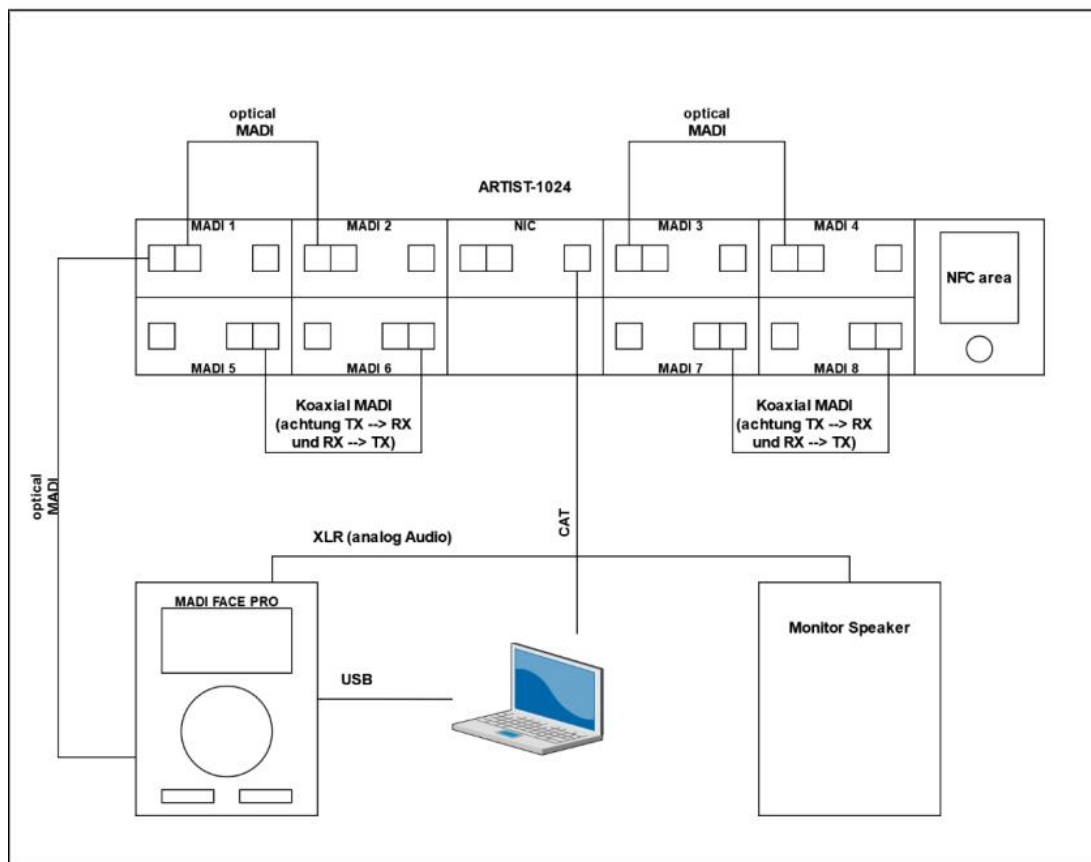 optical
MADI
optical
MADI
ARTIST-1024
MADI 1
MADI 2
NIC
MADI 3
MADI 4
NFC area
MADI 5
MADI 6
MADI 7
MADI 8
Koaxial MADI
(achtung TX --> RX
und RX --> TX)
Koaxial MADI
(achtung TX --> RX
und RX --> TX)
optical
MADI
CAT
XLR (analog Audio)
MADI FACE PRO
Monitor Speaker
USB